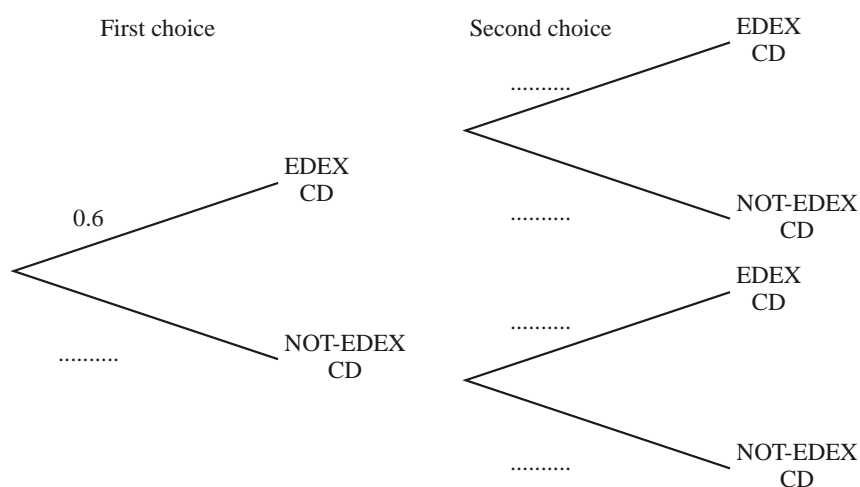 First choice
Second choice
EDEX
CD
..........
EDEX
CD
0.6
NOT-EDEX
CD
..........
EDEX
CD
..........
NOT-EDEX
CD
..........
NOT-EDEX
CD
..........